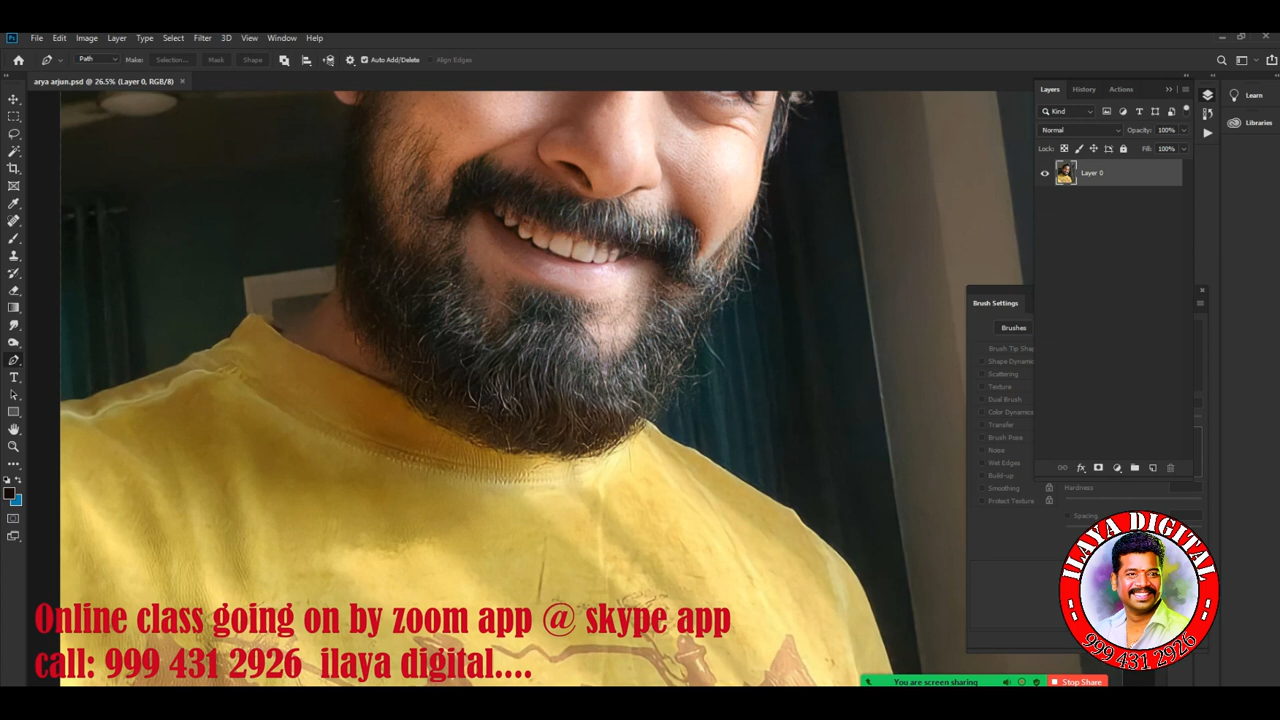 Ps File Edit Image Layer Type Select Filter 3D View Window Help
Path Make: Selection... Mask Shape Auto Add/Delete Align Edges
arya arjun.psd @ 26.5% (Layer 0, RGB/8) ×
Layers History Actions
Learn
Kind
Libraries
Normal Opacity: 100%
Lock: Fill: 100%
Layer 0
Brush Settings
Brushes
Brush Tip Shap
Shape Dynamic
Scattering
Texture
Dual Brush
Color Dynamics
Transfer
Brush Pose
Noise
Wet Edges
Build-up
Smoothing
Protect Texture
fx
Hardness
Spacing
ILAYA DIGITAL
999 431 2926
Online class going on by zoom app @ skype app
call: 999 431 2926 ilaya digital....
You are screen sharing Stop Share